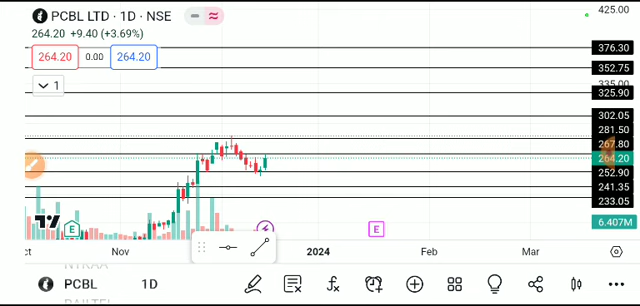 PCBL LTD · 1D · NSE
264.20 +9.40 (+3.69%)
264.20 0.00 264.20
1
425.00
376.30
352.75
335.00
325.90
302.05
281.50
267.80
264.20
252.90
241.35
233.05
6.407M
E
E
Nov 2024 Feb Mar
PCBL 1D
RAILTEL